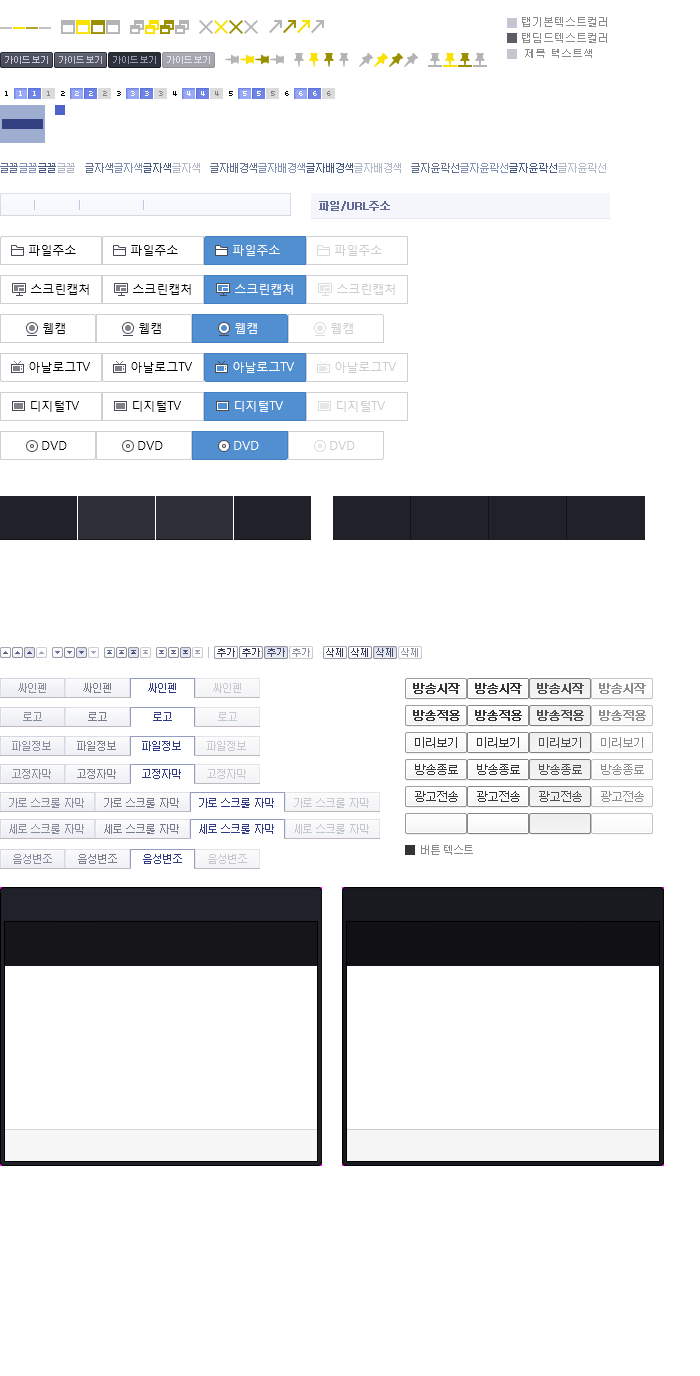 탭기본텍스트컬러
탭딤드텍스트컬러
제목 텍스트색
가이드보기 가이드보기 가이드보기 가이드보기
1 1 1 1 2 2 2 2 3 3 3 3 4 4 4 4 5 5 5 5 6 6 6 6
글꼴글꼴글꼴글꼴 글자색글자색글자색글자색 글자배경색글자배경색글자배경색글자배경색 글자윤곽선글자윤곽선글자윤곽선글자윤곽선
파일/URL주소
파일주소 파일주소 파일주소 파일주소
스크린캡처 스크린캡처 스크린캡처 스크린캡처
웹캠 웹캠 웹캠 웹캠
아날로그TV 아날로그TV 아날로그TV 아날로그TV
디지털TV 디지털TV 디지털TV 디지털TV
DVD DVD DVD DVD
추가 추가 추가 추가 삭제 삭제 삭제 삭제
싸인펜 싸인펜 싸인펜 싸인펜
로고 로고 로고 로고
파일정보 파일정보 파일정보 파일정보
고정자막 고정자막 고정자막 고정자막
가로 스크롤 자막 가로 스크롤 자막 가로 스크롤 자막 가로 스크롤 자막
세로 스크롤 자막 세로 스크롤 자막 세로 스크롤 자막 세로 스크롤 자막
음성변조 음성변조 음성변조 음성변조
방송시작 방송시작 방송시작 방송시작
방송적용 방송적용 방송적용 방송적용
미리보기 미리보기 미리보기 미리보기
방송종료 방송종료 방송종료 방송종료
광고전송 광고전송 광고전송 광고전송
버튼 텍스트